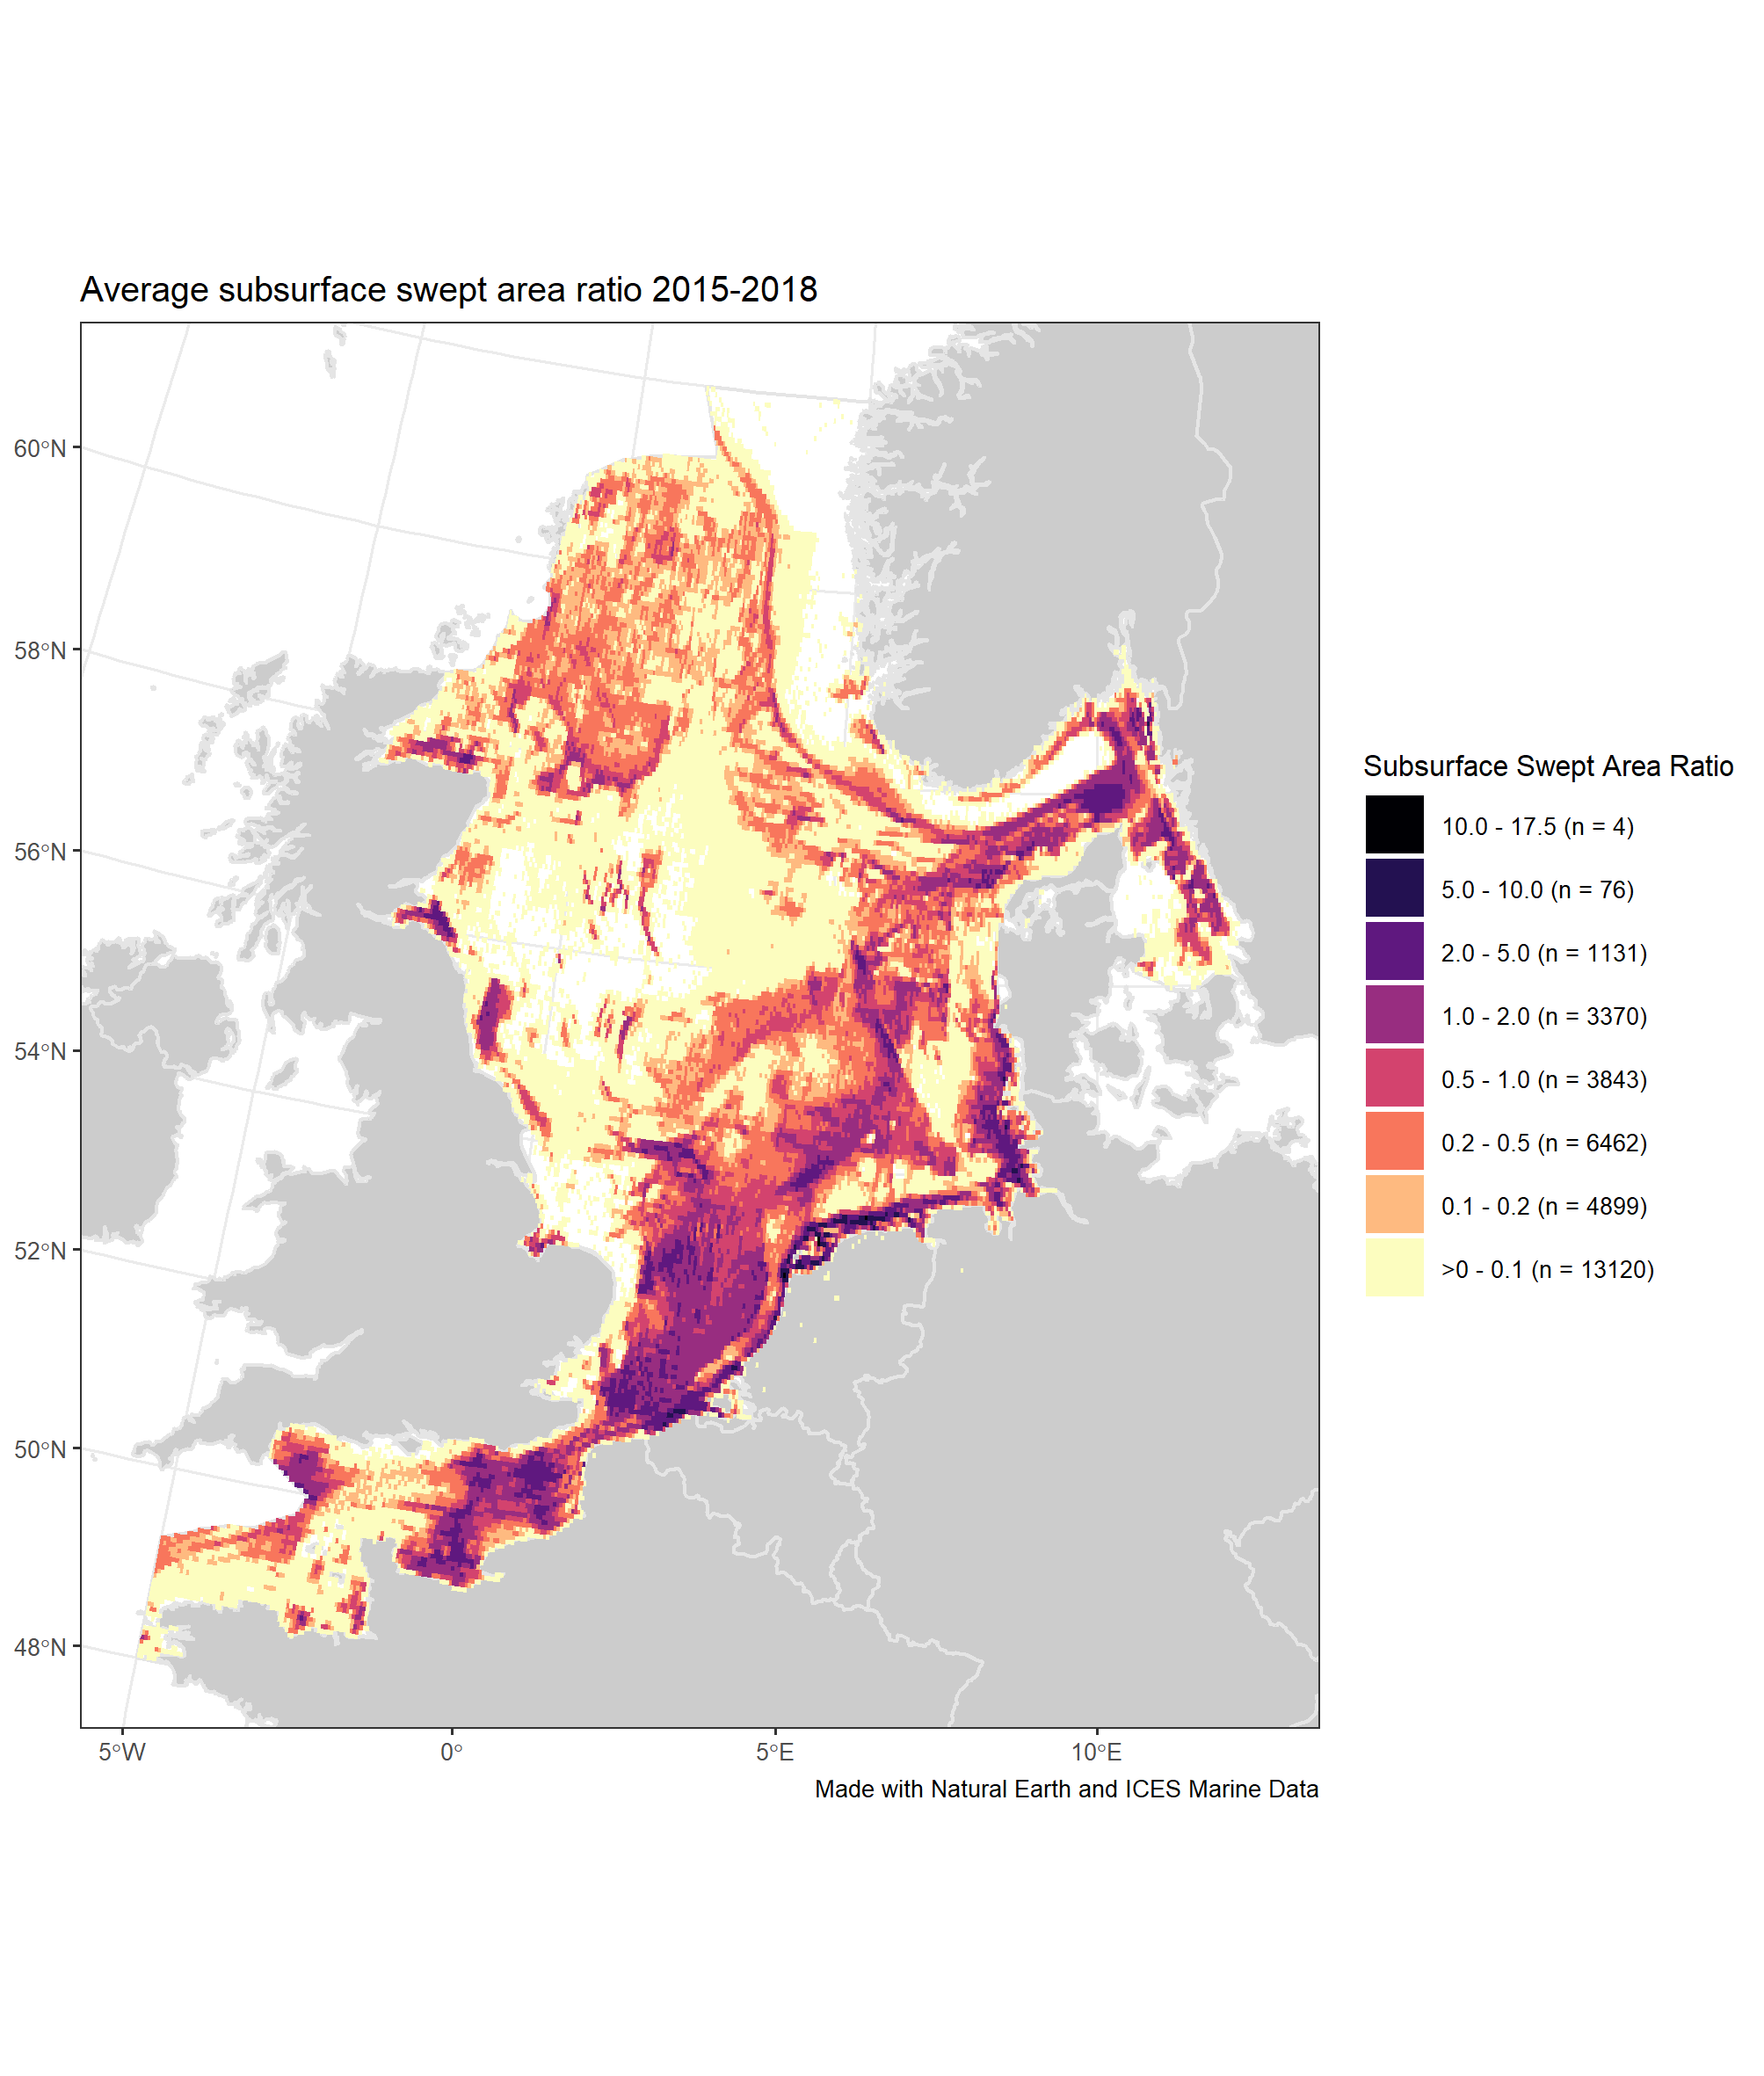 Average subsurface swept area ratio 2015-2018
60°N
58°N
56°N
54°N
52°N
50°N
48°N
5°W
0°
5°E
10°E
Made with Natural Earth and ICES Marine Data
Subsurface Swept Area Ratio
10.0 - 17.5 (n = 4)
5.0 - 10.0 (n = 76)
2.0 - 5.0 (n = 1131)
1.0 - 2.0 (n = 3370)
0.5 - 1.0 (n = 3843)
0.2 - 0.5 (n = 6462)
0.1 - 0.2 (n = 4899)
>0 - 0.1 (n = 13120)